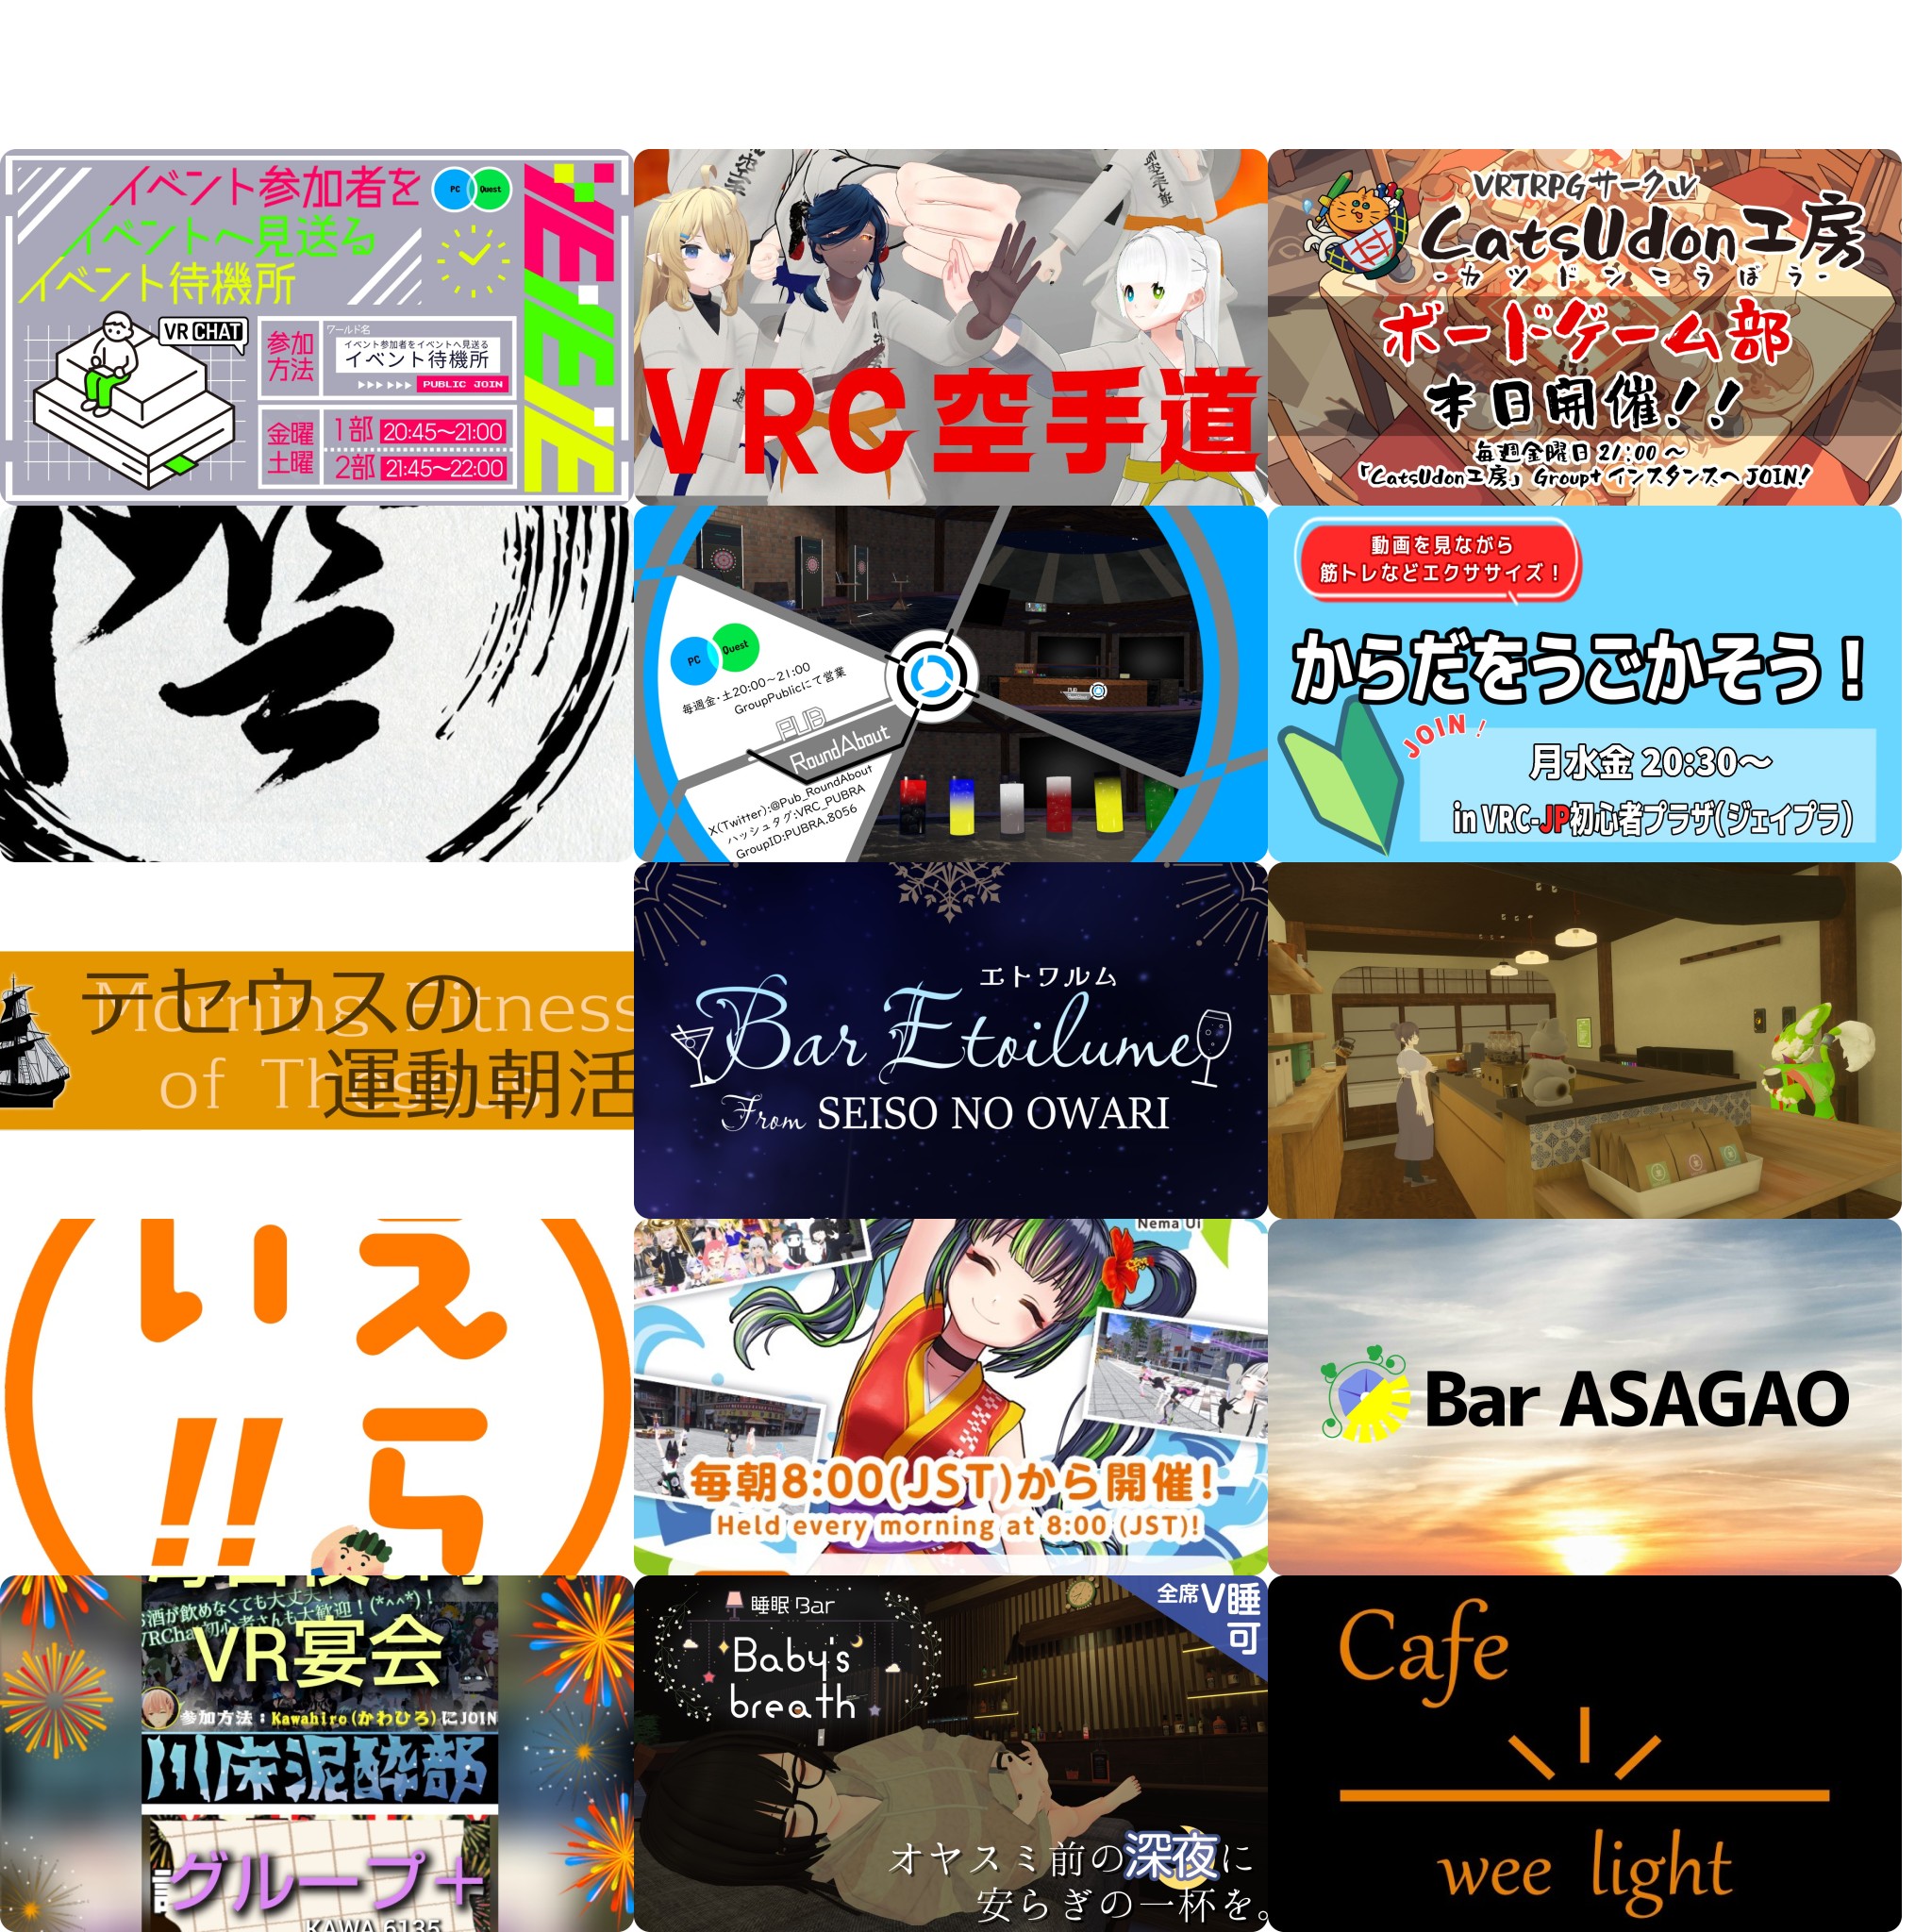 イベント参加者を
イベントへ見送る
イベント待機所
PC
Quest
VRCHAT
参加
方法
ワールド名
イベント参加者をイベントへ見送る
イベント待機所
PUBLIC JOIN
金曜
土曜
1部 20:45〜21:00
2部 21:45〜22:00
VRC 空手道
VRTRPGサークル
CatsUdon工房
-カツドンこうぼう-
ボードゲーム部
本日開催!!
毎週金曜日 21:00 〜
「CatsUdon工房」 Group+インスタンスへJOIN!
PC
Quest
毎週金・土20:00〜21:00
GroupPublicにて営業
PUB
RoundAbout
X(Twitter):@Pub_RoundAbout
ハッシュタグ:VRC_PUBRA
GroupID:PUBRA.8056
動画を見ながら
筋トレなどエクササイズ!
からだをうごかそう!
JOIN!
月水金 20:30〜
in VRC-JP初心者プラザ(ジェイプラ)
テセウスの
運動朝活
Morning Fitness
of Theseus
エトワルム
Bar Etoilume
From SEISO NO OWARI
えらい!!
Nema Ui
毎朝8:00(JST)から開催!
Held every morning at 8:00 (JST)!
Bar ASAGAO
お酒が飲めなくても大丈夫
VRChat初心者さんも大歓迎!(*^^*)!
VR宴会
参加方法:Kawahiro(かわひろ)にJOIN
川床泥酔部
グループ+
KAWA.6135
睡眠 Bar
Baby's
breath
全席V睡
可
オヤスミ前の深夜に
安らぎの一杯を。
Cafe
wee light